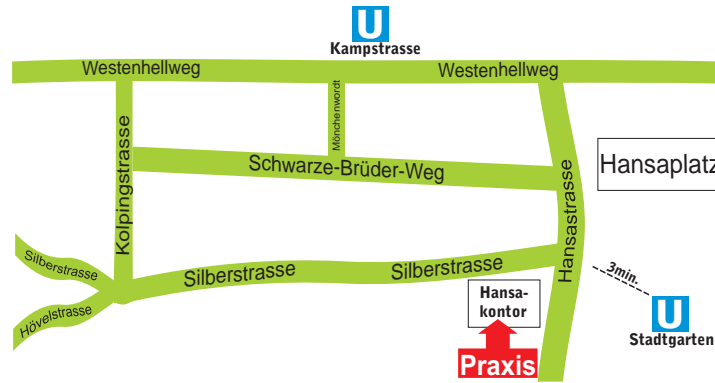 U
Kampstrasse
Westenhellweg
Westenhellweg
Mönchenwordt
Kolpingstrasse
Schwarze-Brüder-Weg
Hansaplatz
Hansastrasse
Silberstrasse
Silberstrasse
Silberstrasse
Hövelstrasse
3min.
Hansa-
kontor
U
Stadtgarten
Praxis